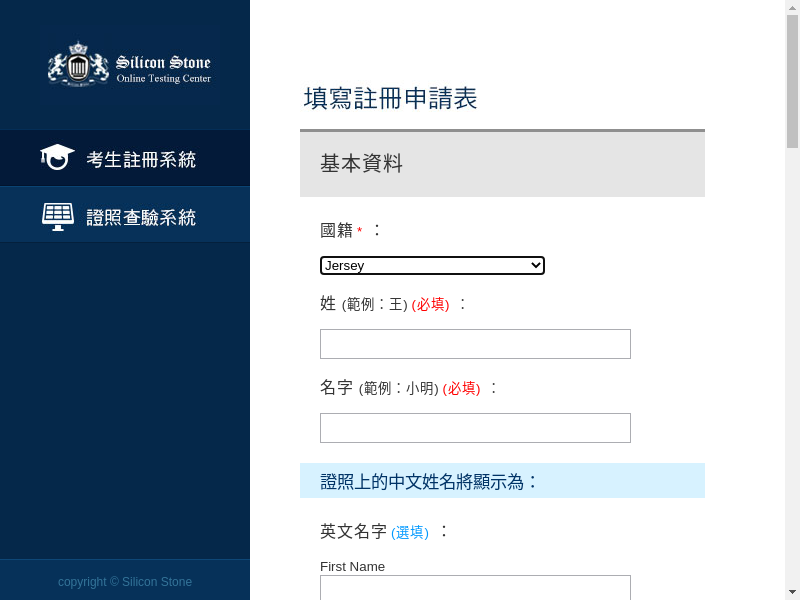 Silicon Stone
Online Testing Center
考生註冊系統
證照查驗系統
填寫註冊申請表
基本資料
國籍 * ：
Jersey
姓 (範例：王) (必填) ：
名字 (範例：小明) (必填) ：
證照上的中文姓名將顯示為：
英文名字 (選填) ：
First Name
copyright © Silicon Stone